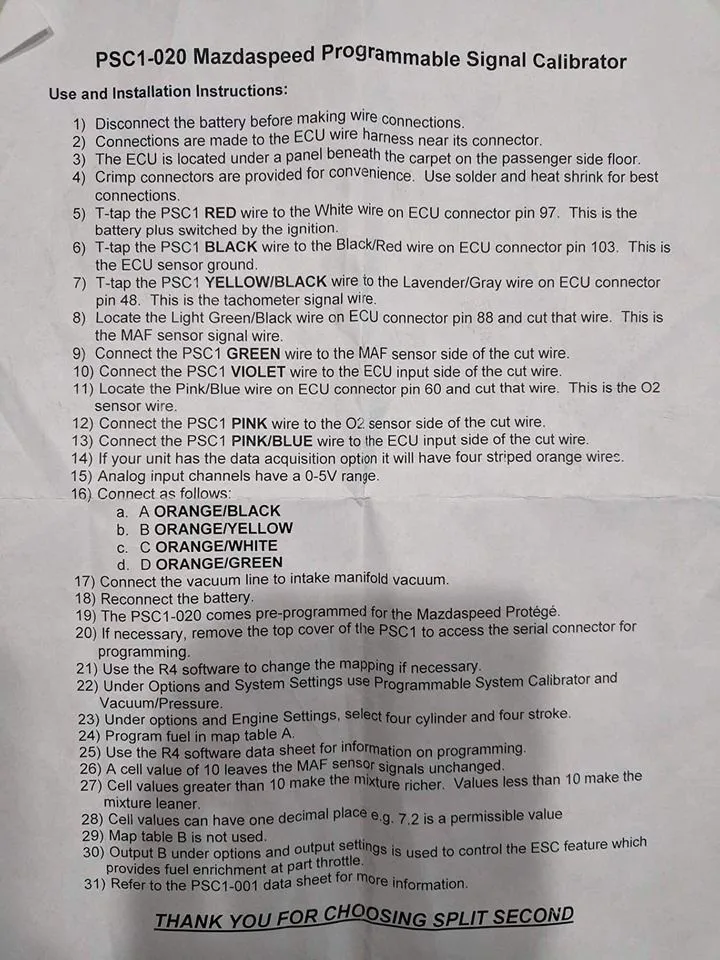 PSC1-020 Mazdaspeed Programmable Signal Calibrator
Use and Installation Instructions:
1) Disconnect the battery before making wire connections.
2) Connections are made to the ECU wire harness near its connector.
3) The ECU is located under a panel beneath the carpet on the passenger side floor.
4) Crimp connectors are provided for convenience. Use solder and heat shrink for best
connections.
5) T-tap the PSC1 RED wire to the White wire on ECU connector pin 97. This is the
battery plus switched by the ignition.
6) T-tap the PSC1 BLACK wire to the Black/Red wire on ECU connector pin 103. This is
the ECU sensor ground.
7) T-tap the PSC1 YELLOW/BLACK wire to the Lavender/Gray wire on ECU connector
pin 48. This is the tachometer signal wire.
8) Locate the Light Green/Black wire on ECU connector pin 88 and cut that wire. This is
the MAF sensor signal wire.
9) Connect the PSC1 GREEN wire to the MAF sensor side of the cut wire.
10) Connect the PSC1 VIOLET wire to the ECU input side of the cut wire.
11) Locate the Pink/Blue wire on ECU connector pin 60 and cut that wire. This is the O2
sensor wire.
12) Connect the PSC1 PINK wire to the O2 sensor side of the cut wire.
13) Connect the PSC1 PINK/BLUE wire to the ECU input side of the cut wire.
14) If your unit has the data acquisition option it will have four striped orange wires.
15) Analog input channels have a 0-5V range.
16) Connect as follows:
a. A ORANGE/BLACK
b. B ORANGE/YELLOW
c. C ORANGE/WHITE
d. D ORANGE/GREEN
17) Connect the vacuum line to intake manifold vacuum.
18) Reconnect the battery.
19) The PSC1-020 comes pre-programmed for the Mazdaspeed Protégé.
20) If necessary, remove the top cover of the PSC1 to access the serial connector for
programming.
21) Use the R4 software to change the mapping if necessary.
22) Under Options and System Settings use Programmable System Calibrator and
Vacuum/Pressure.
23) Under options and Engine Settings, select four cylinder and four stroke.
24) Program fuel in map table A.
25) Use the R4 software data sheet for information on programming.
26) A cell value of 10 leaves the MAF sensor signals unchanged.
27) Cell values greater than 10 make the mixture richer. Values less than 10 make the
mixture leaner.
28) Cell values can have one decimal place e.g. 7.2 is a permissible value
29) Map table B is not used.
30) Output B under options and output settings is used to control the ESC feature which
provides fuel enrichment at part throttle.
31) Refer to the PSC1-001 data sheet for more information.
THANK YOU FOR CHOOSING SPLIT SECOND